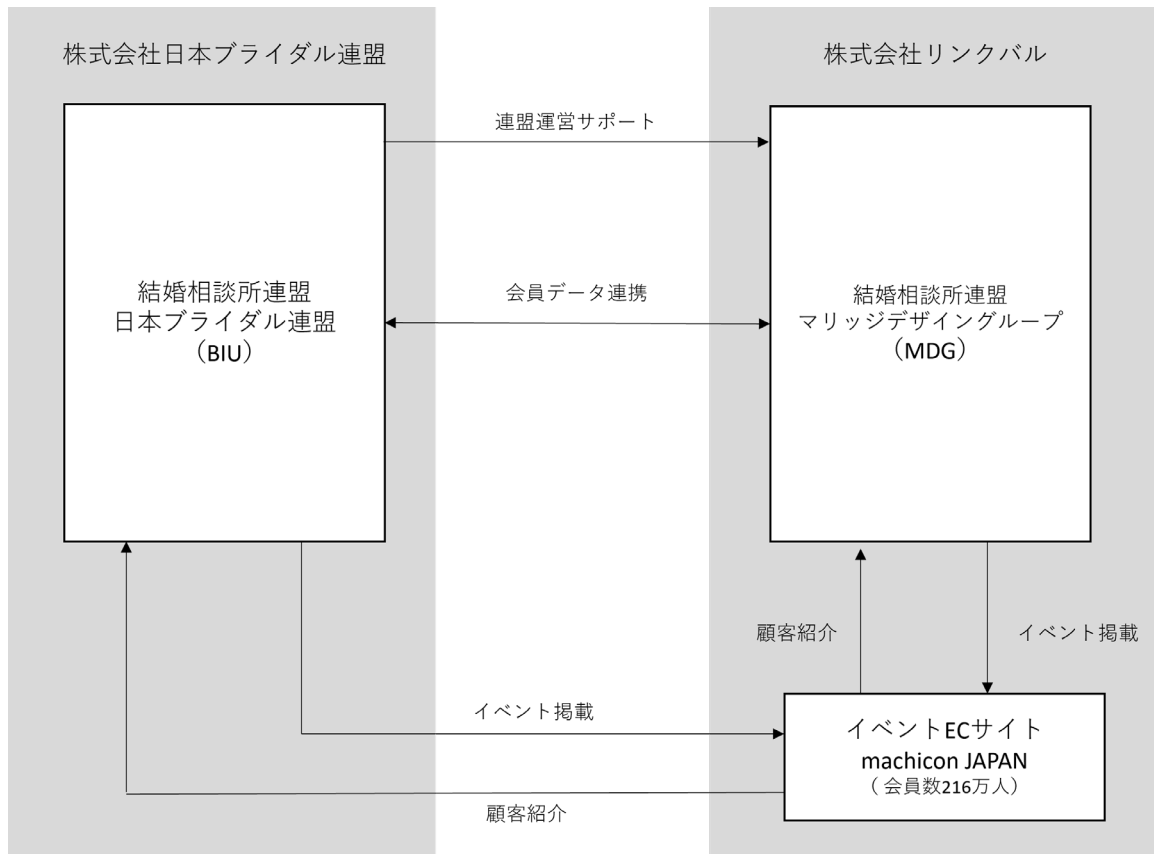 株式会社日本ブライダル連盟
株式会社リンクバル
連盟運営サポート
結婚相談所連盟
日本ブライダル連盟
（BIU）
会員データ連携
結婚相談所連盟
マリッジデザイングループ
（MDG）
顧客紹介
イベント掲載
イベント掲載
イベントECサイト
machicon JAPAN
（ 会員数216万人）
顧客紹介